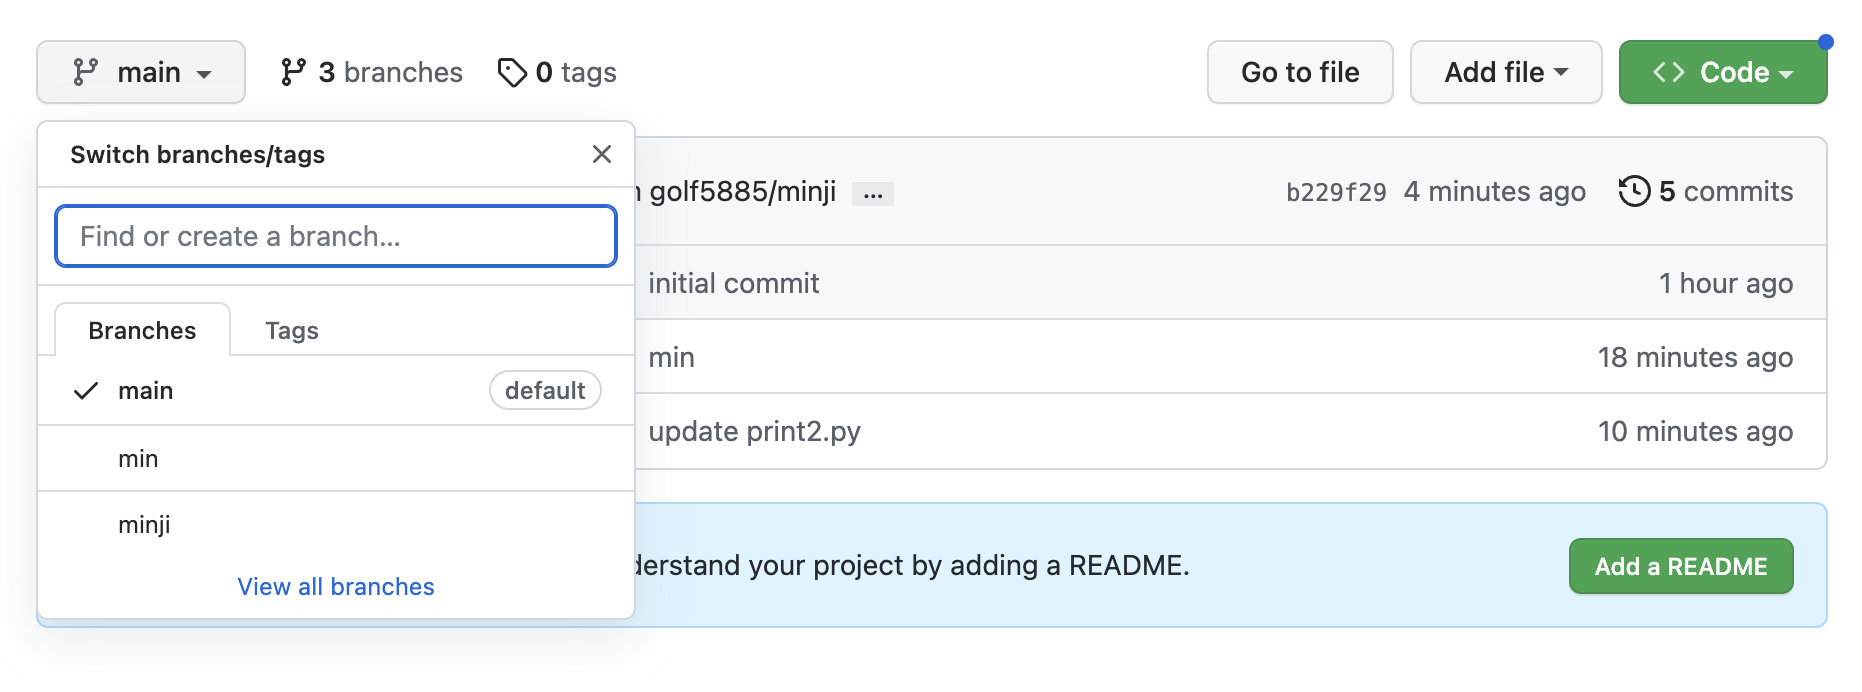 main 3 branches 0 tags Go to file Add file <> Code
Switch branches/tags
golf5885/minji ... b229f29 4 minutes ago 5 commits
Find or create a branch...
initial commit 1 hour ago
Branches Tags
min 18 minutes ago
main default
update print2.py 10 minutes ago
min
minji
derstand your project by adding a README. Add a README
View all branches